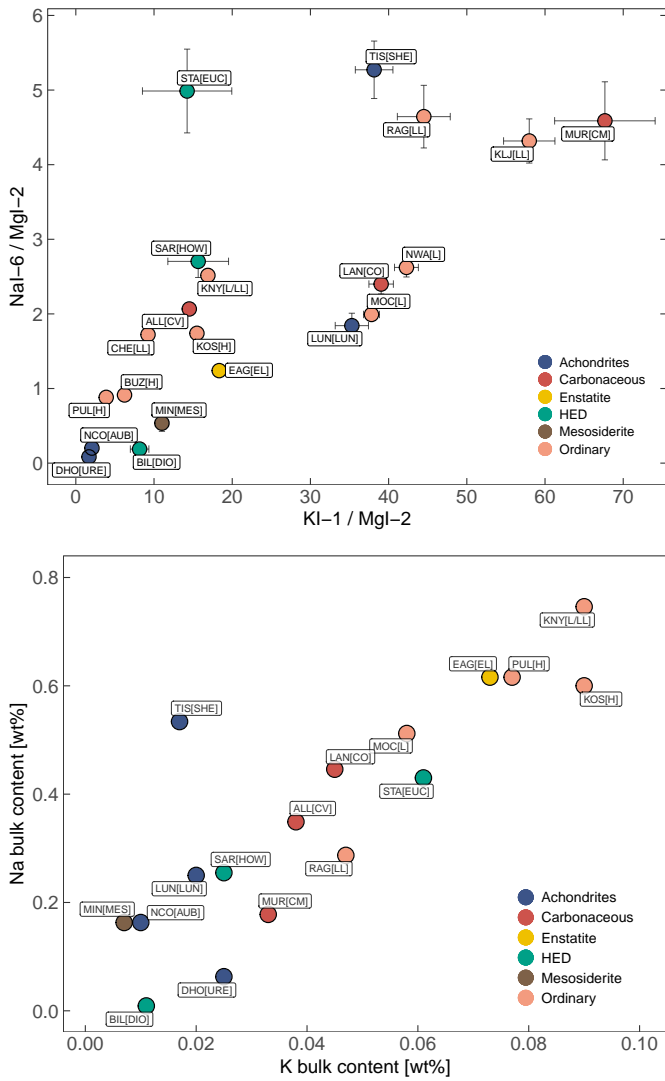 6
TIS[SHE]
STA[EUC]
5
RAG[LL]
MUR[CM]
KLJ[LL]
4
NaI−6 / MgI−2
3
SAR[HOW]
NWA[L]
LAN[CO]
KNY[L/LL]
2
ALL[CV]
MOC[L]
CHE[LL]
KOS[H]
LUN[LUN]
Achondrites
BUZ[H]
EAG[EL]
Carbonaceous
1
Enstatite
PUL[H]
MIN[MES]
HED
NCO[AUB]
Mesosiderite
0
DHO[URE]
BIL[DIO]
Ordinary
0 10 20 30 40 50 60 70
KI−1 / MgI−2
0.8
KNY[L/LL]
EAG[EL] PUL[H]
0.6
KOS[H]
TIS[SHE]
MOC[L]
LAN[CO]
Na bulk content [wt%]
0.4
STA[EUC]
ALL[CV]
SAR[HOW]
RAG[LL]
LUN[LUN]
0.2
MIN[MES] NCO[AUB]
MUR[CM]
Achondrites
Carbonaceous
Enstatite
DHO[URE]
HED
0.0
BIL[DIO]
Mesosiderite
Ordinary
0.00 0.02 0.04 0.06 0.08 0.10
K bulk content [wt%]